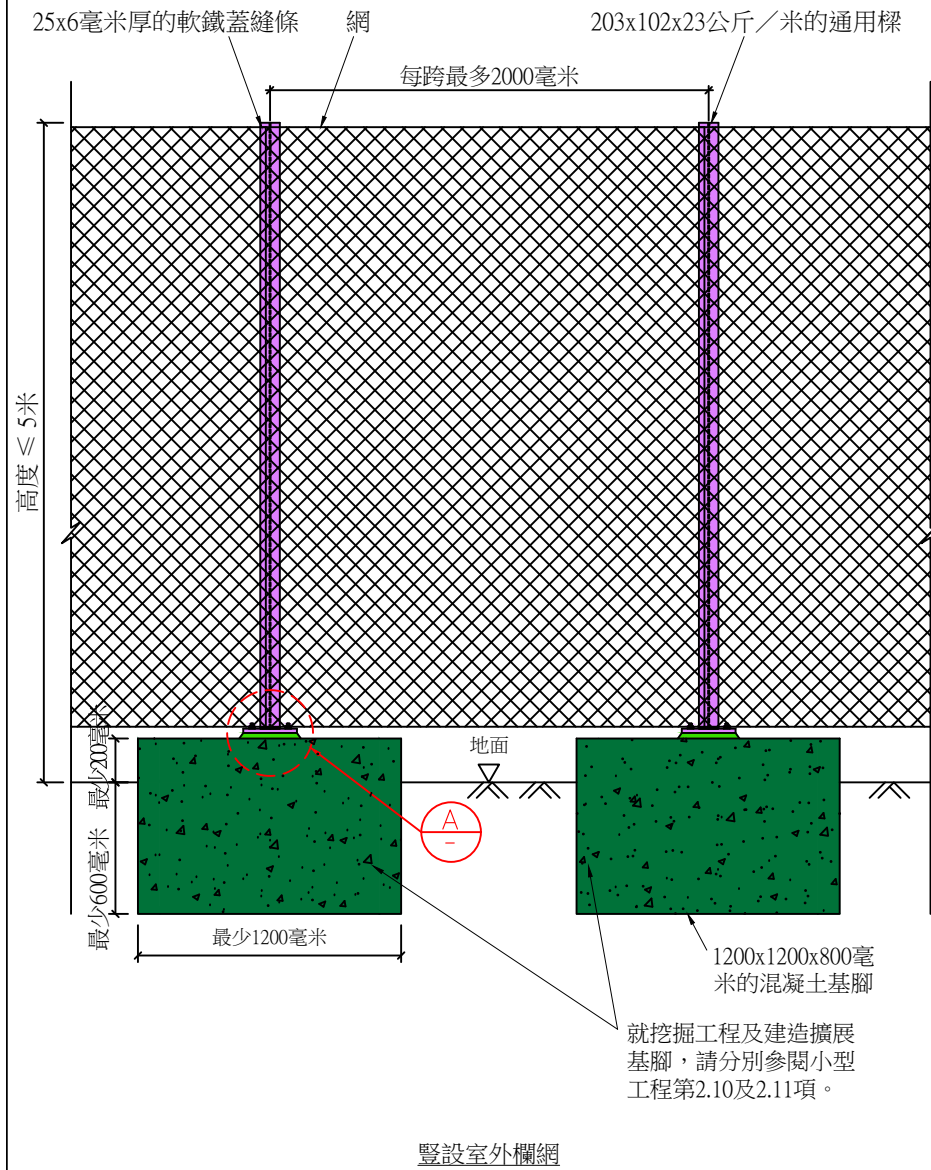 25x6毫米厚的軟鐵蓋縫條
網
203x102x23公斤／米的通用樑
每跨最多2000毫米
高度 ≤ 5米
最少200毫米
地面
A
-
最少600毫米
最少1200毫米
1200x1200x800毫
米的混凝土基腳
就挖掘工程及建造擴展
基腳，請分別參閱小型
工程第2.10及2.11項。
豎設室外欄網